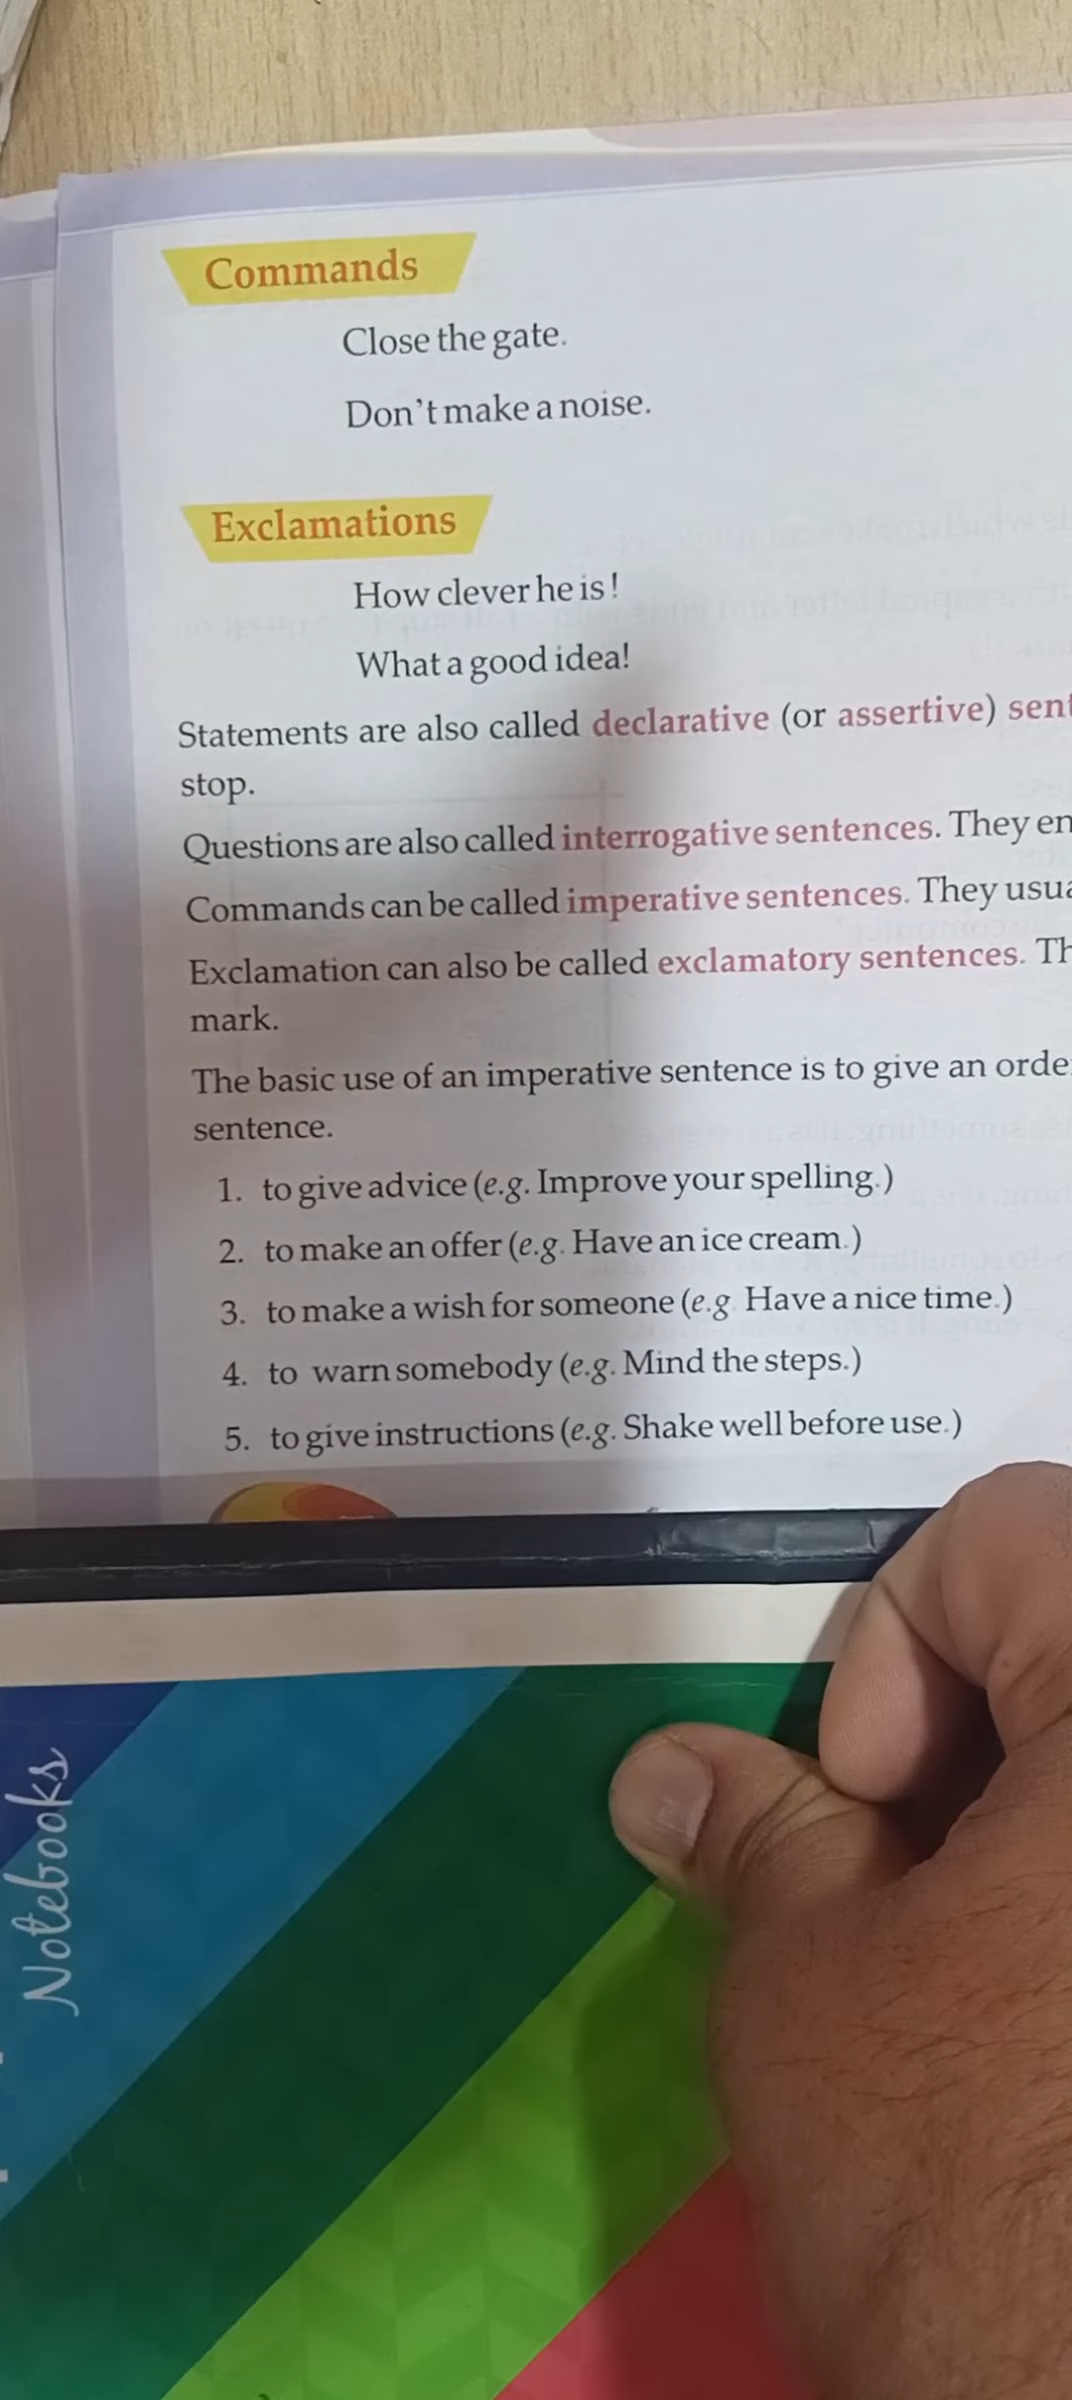 Commands
Close the gate.
Don't make a noise.
Exclamations
How clever he is!
What a good idea!
Statements are also called declarative (or assertive)
stop.
Questions are also called interrogative sentences. They
Commands can be called imperative sentences. They
Exclamation can also be called exclamatory sentences.
mark.
The basic use of an imperative sentence is to give an
sentence.
1. to give advice (e.g. Improve your spelling.)
2. to make an offer (e.g. Have an ice cream.)
3. to make a wish for someone (e.g Have a nice time.)
4. to warn somebody (e.g. Mind the steps.)
5. to give instructions (e.g. Shake well before use.)
Notebooks